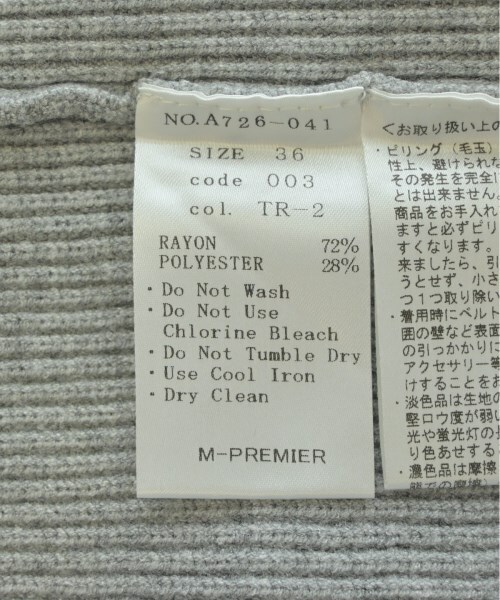 NO.A726-041
SIZE 36
code 003
col. TR-2
RAYON 72%
POLYESTER 28%
・Do Not Wash
・Do Not Use
Chlorine Bleach
・Do Not Tumble Dry
・Use Cool Iron
・Dry Clean
M-PREMIER
<お取り扱い上の
・ピリング(毛玉)
性上、避けられた
その発生を完全に
とは出来ません。
商品をお手入れ
ますと必ずピリ
すくなります。
来ましたら、引
うとせず、小さ
つ1つ取り除い
・着用時にベルト
囲の壁など表面
の引っかかりに
アクセサリー等
けすることをお
・淡色品は生地の
堅ロウ度が弱い
光や蛍光灯の
り色あせする
・濃色品は摩擦